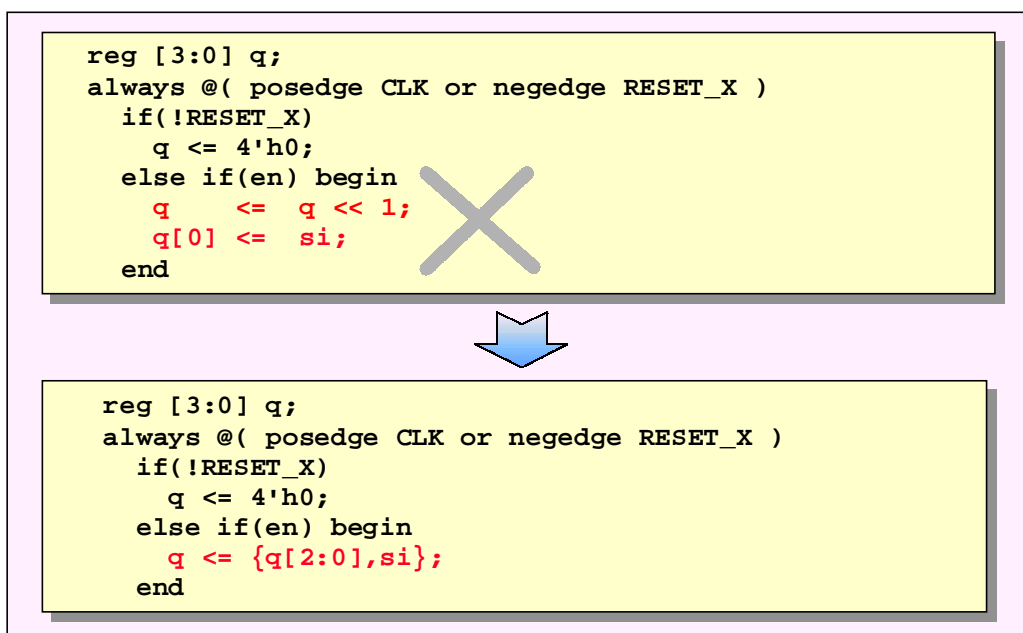 reg [3:0] q;
always @( posedge CLK or negedge RESET_X )
if(!RESET_X)
q <= 4'h0;
else if(en) begin
q     <=  q << 1;
q[0] <=  si;
end
reg [3:0] q;
always @( posedge CLK or negedge RESET_X )
if(!RESET_X)
q <= 4'h0;
else if(en) begin
q <= {q[2:0],si};
end